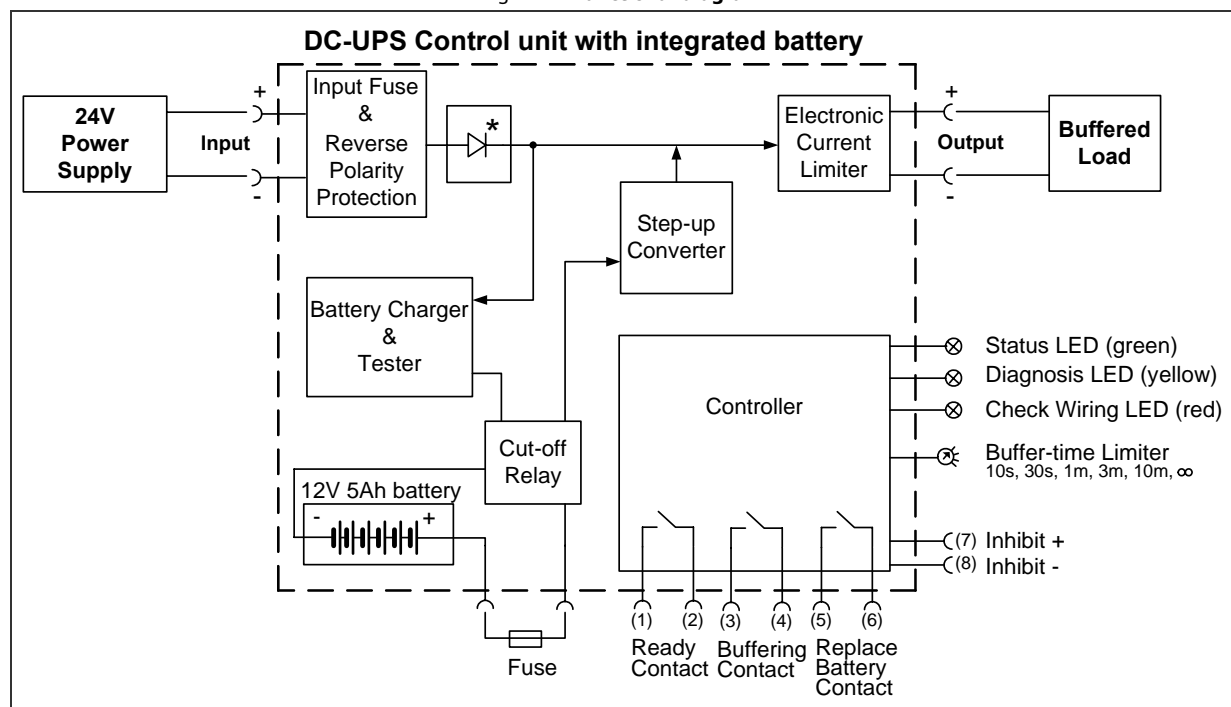 DC-UPS Control unit with integrated battery
24V
Power
Supply
Input
+
-
Input Fuse
&
Reverse
Polarity
Protection
*
Electronic
Current
Limiter
+
Output
-
Buffered
Load
Step-up
Converter
Battery Charger
&
Tester
Cut-off
Relay
12V 5Ah battery
- +
Fuse
Controller
Status LED (green)
Diagnosis LED (yellow)
Check Wiring LED (red)
Buffer-time Limiter
10s, 30s, 1m, 3m, 10m, ∞
(7) Inhibit +
(8) Inhibit -
(1) (2) (3) (4) (5) (6)
Ready
Contact
Buffering
Contact
Replace
Battery
Contact